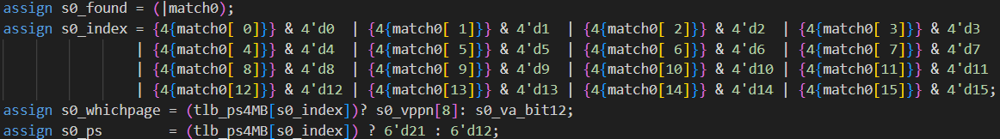 assign s0_found = (|match0);
assign s0_index = {4{match0[ 0]}} & 4'd0 | {4{match0[ 1]}} & 4'd1 | {4{match0[ 2]}} & 4'd2 | {4{match0[ 3]}} & 4'd3
| {4{match0[ 4]}} & 4'd4 | {4{match0[ 5]}} & 4'd5 | {4{match0[ 6]}} & 4'd6 | {4{match0[ 7]}} & 4'd7
| {4{match0[ 8]}} & 4'd8 | {4{match0[ 9]}} & 4'd9 | {4{match0[10]}} & 4'd10 | {4{match0[11]}} & 4'd11
| {4{match0[12]}} & 4'd12 | {4{match0[13]}} & 4'd13 | {4{match0[14]}} & 4'd14 | {4{match0[15]}} & 4'd15;
assign s0_whichpage = (tlb_ps4MB[s0_index])? s0_vppn[8]: s0_va_bit12;
assign s0_ps = (tlb_ps4MB[s0_index]) ? 6'd21 : 6'd12;